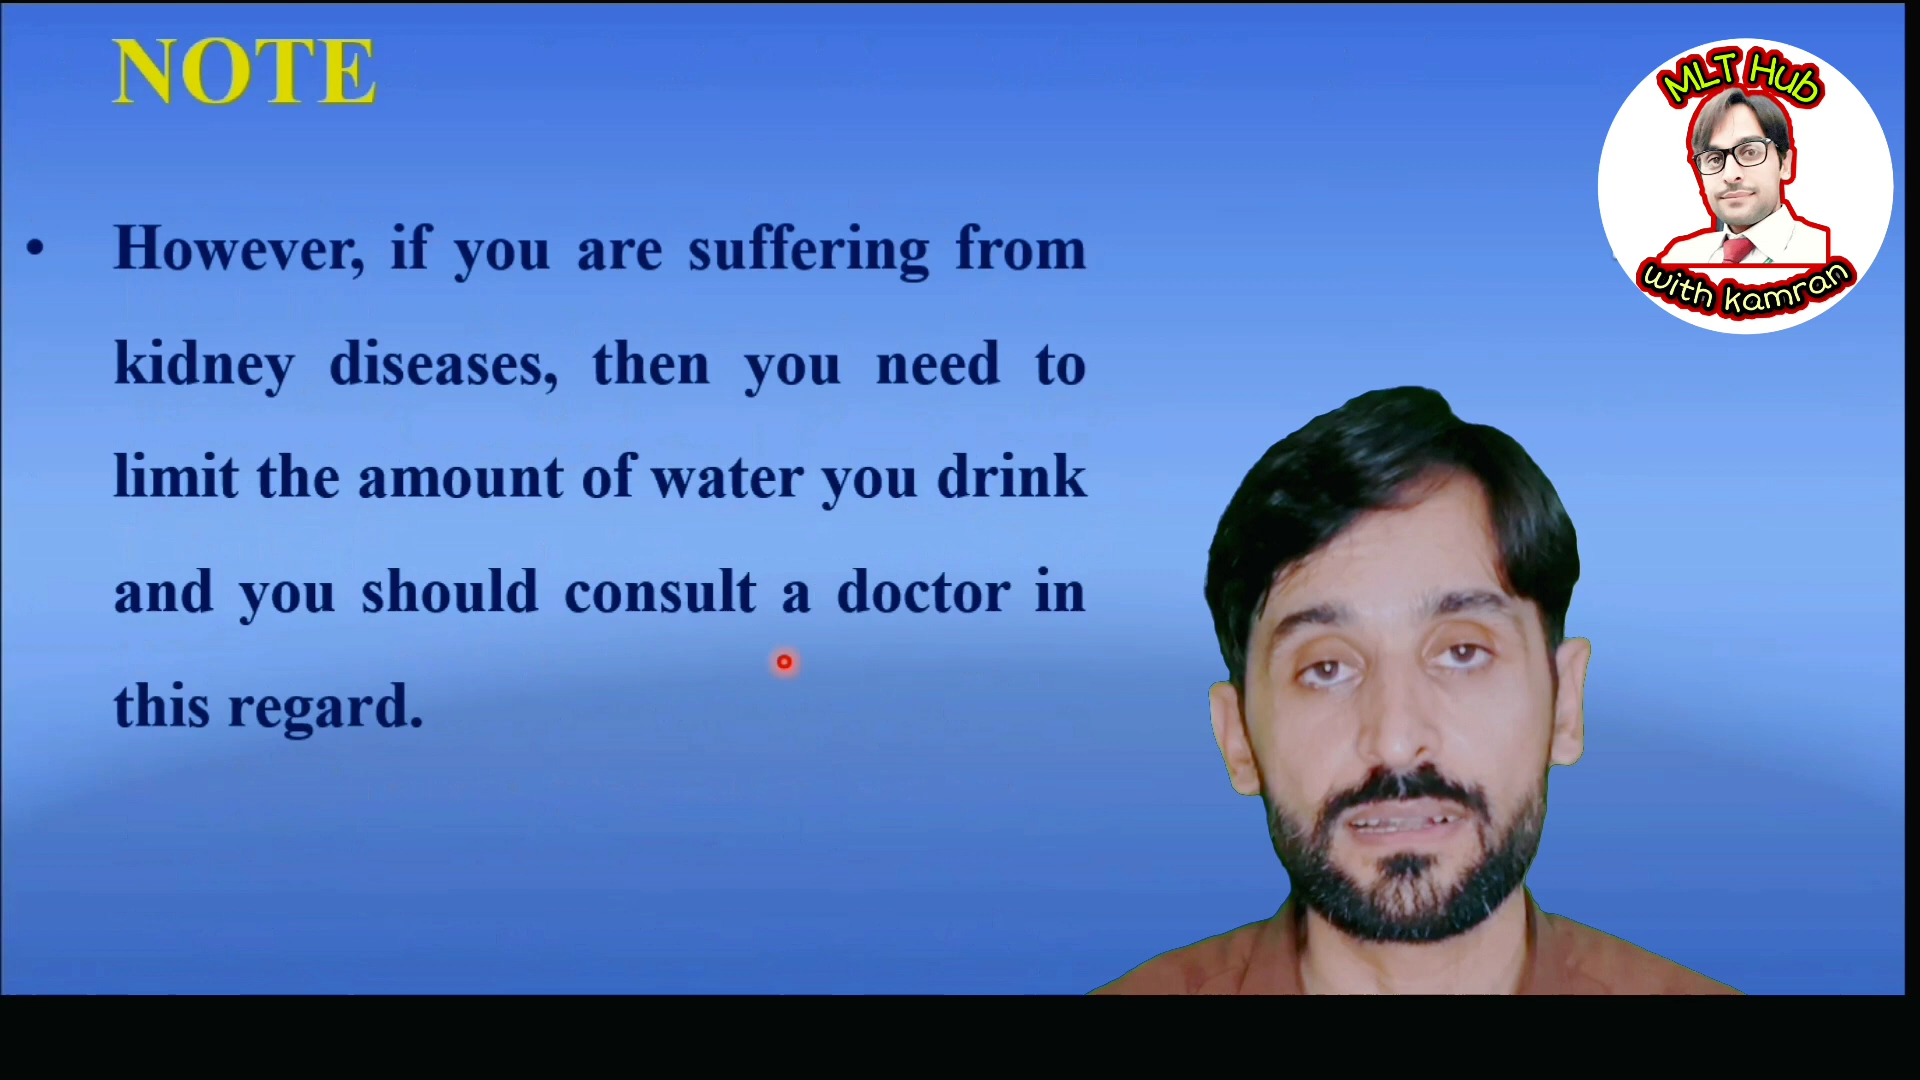 NOTE
• However, if you are suffering from
kidney diseases, then you need to
limit the amount of water you drink
and you should consult a doctor in
this regard.
MLT Hub
with kamran